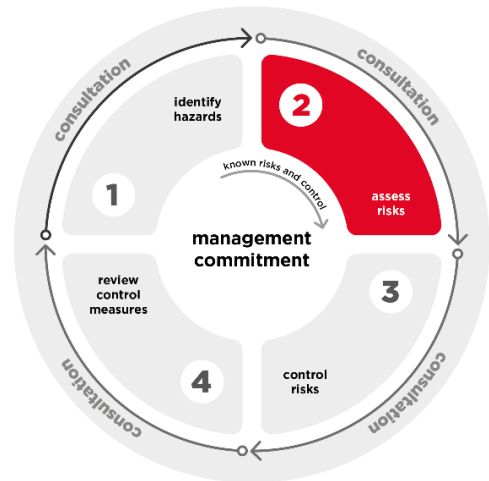 consultation
consultation
identify
hazards
1
2
assess
risks
known risks and control
management
commitment
review
control
measures
4
3
control
risks
consultation
consultation